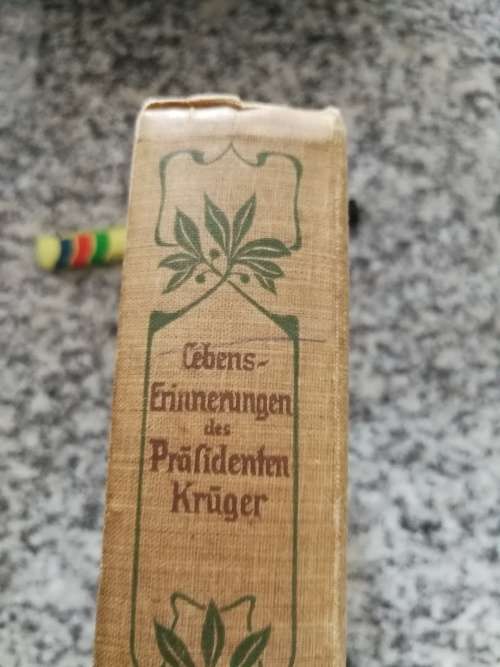 Lebens-
Erinnerungen
des
Präſidenten
Krüger